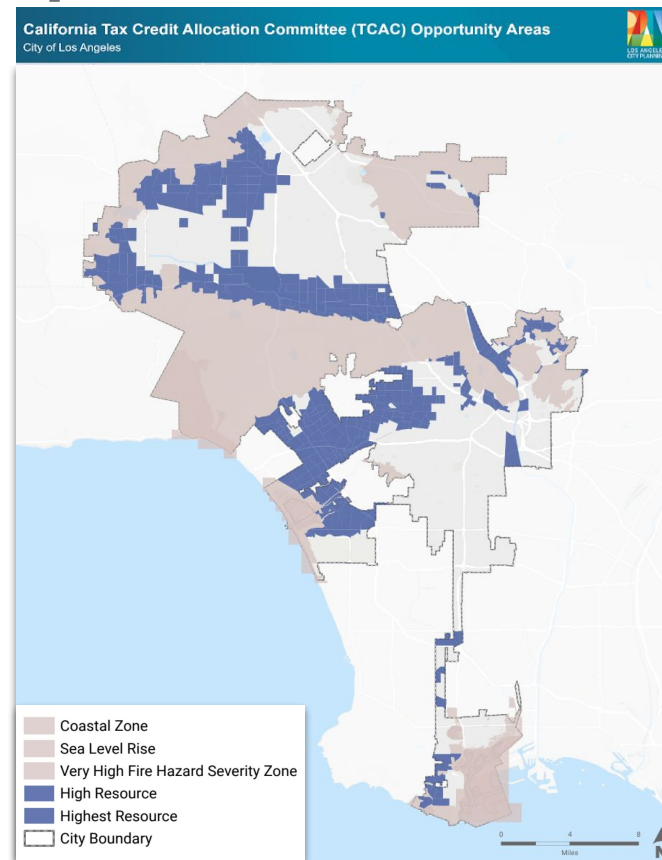 California Tax Credit Allocation Committee (TCAC) Opportunity Areas
City of Los Angeles
LOS ANGELES
CITY PLANNING
Coastal Zone
Sea Level Rise
Very High Fire Hazard Severity Zone
High Resource
Highest Resource
City Boundary
0 4 8
Miles